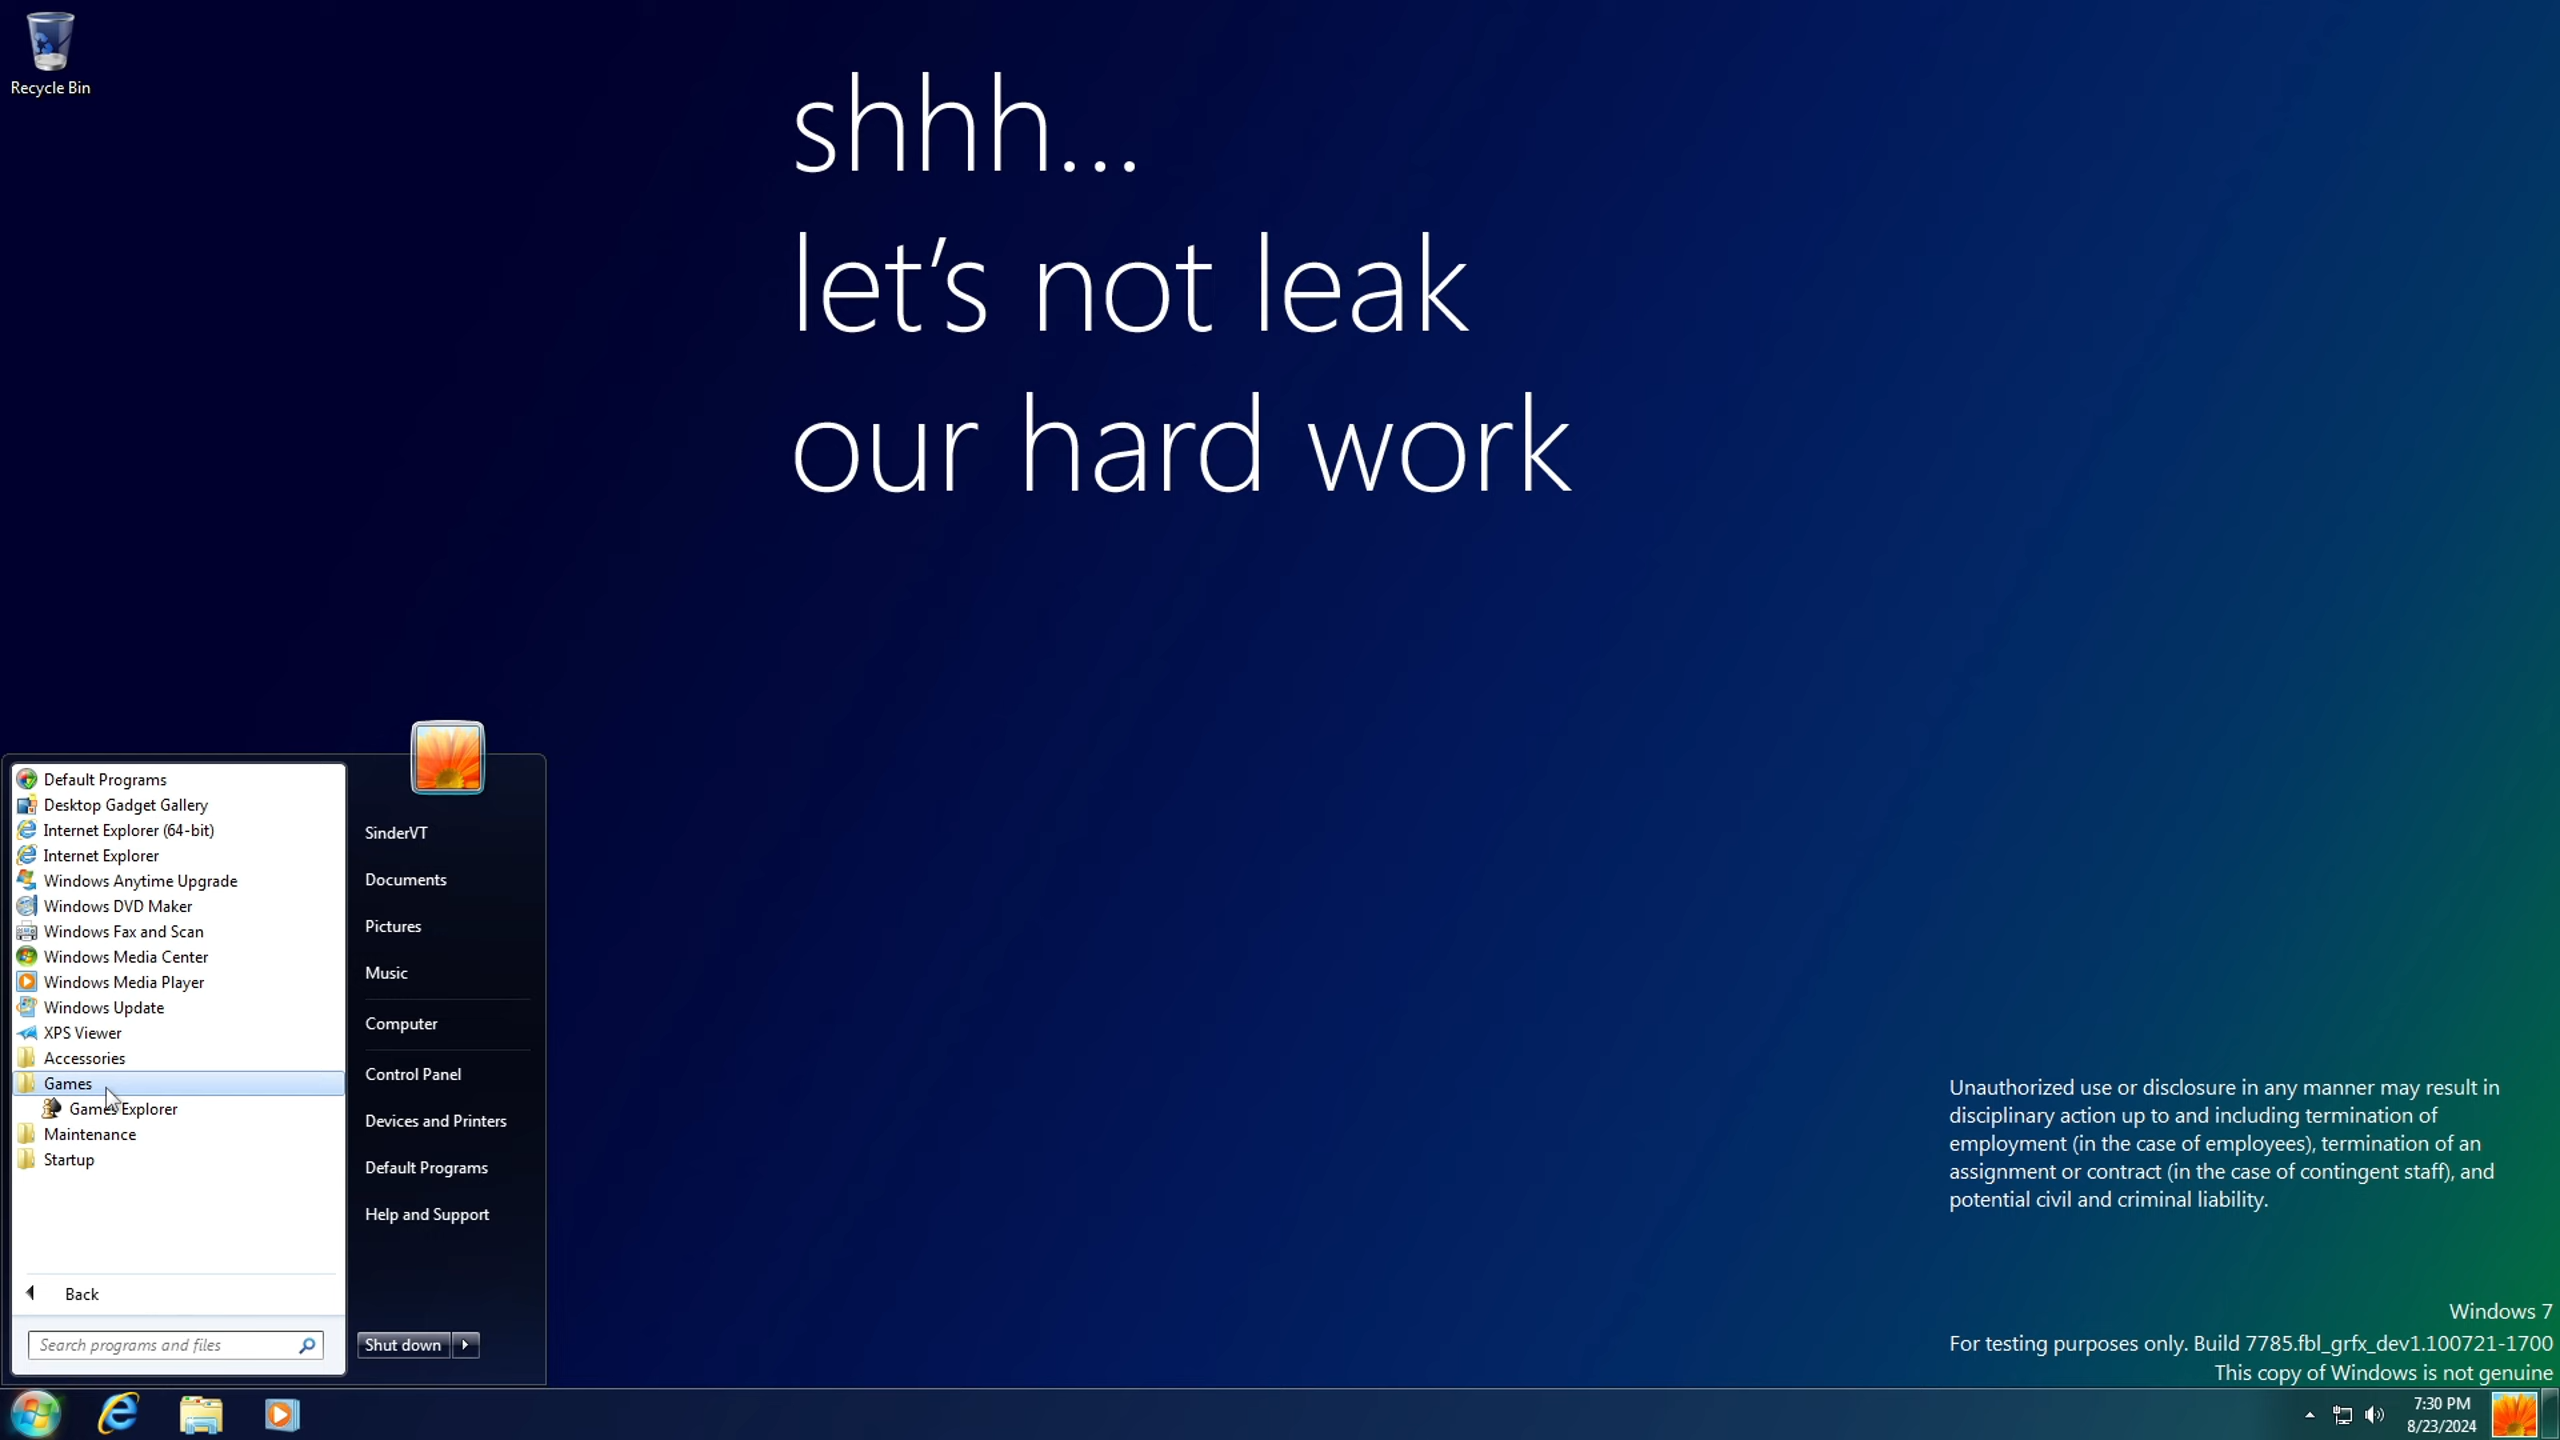 Recycle Bin
shhh...
let's not leak
our hard work
Default Programs
Desktop Gadget Gallery
Internet Explorer (64-bit)
Internet Explorer
Windows Anytime Upgrade
Windows DVD Maker
Windows Fax and Scan
Windows Media Center
Windows Media Player
Windows Update
XPS Viewer
Accessories
Games
Games Explorer
Maintenance
Startup
Back
Search programs and files
SinderVT
Documents
Pictures
Music
Computer
Control Panel
Devices and Printers
Default Programs
Help and Support
Shut down
Unauthorized use or disclosure in any manner may result in
disciplinary action up to and including termination of
employment (in the case of employees), termination of an
assignment or contract (in the case of contingent staff), and
potential civil and criminal liability.
Windows 7
For testing purposes only. Build 7785.fbl_grfx_dev1.100721-1700
This copy of Windows is not genuine
7:30 PM
8/23/2024